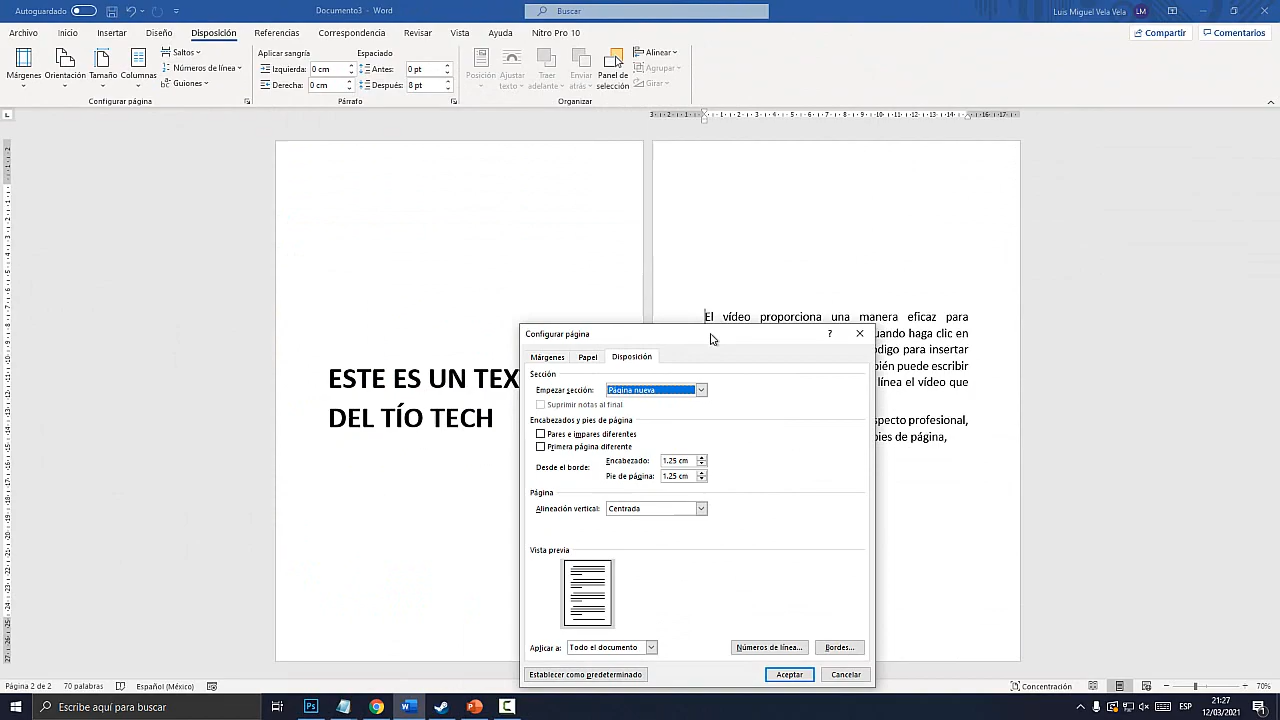 Autoguardado
Documento3 - Word
Buscar
Luis Miguel Vela Vela
LM
Archivo Inicio Insertar Diseño Disposición Referencias Correspondencia Revisar Vista Ayuda Nitro Pro 10
Compartir Comentarios
Márgenes Orientación Tamaño Columnas
Saltos
Números de línea
Guiones
Configurar página
Aplicar sangría Espaciado
Izquierda: 0 cm Antes: 0 pt
Derecha: 0 cm Después: 8 pt
Párrafo
Posición Ajustar texto Traer adelante Enviar atrás Panel de selección
Alinear
Agrupar
Girar
Organizar
ESTE ES UN TEX
DEL TÍO TECH
El vídeo proporciona una manera eficaz para
uando haga clic en
ódigo para insertar
bién puede escribir
línea el vídeo que
specto profesional,
pies de página,
Configurar página ?
Márgenes Papel Disposición
Sección
Empezar sección: Página nueva
Suprimir notas al final
Encabezados y pies de página
Pares e impares diferentes
Primera página diferente
Desde el borde:
Encabezado: 1.25 cm
Pie de página: 1.25 cm
Página
Alineación vertical: Centrada
Vista previa
Aplicar a: Todo el documento
Números de línea... Bordes...
Establecer como predeterminado Aceptar Cancelar
Página 2 de 2 70 palabras Español (México)
Concentración 70%
Escribe aquí para buscar
ESP
12:27
12/03/2021